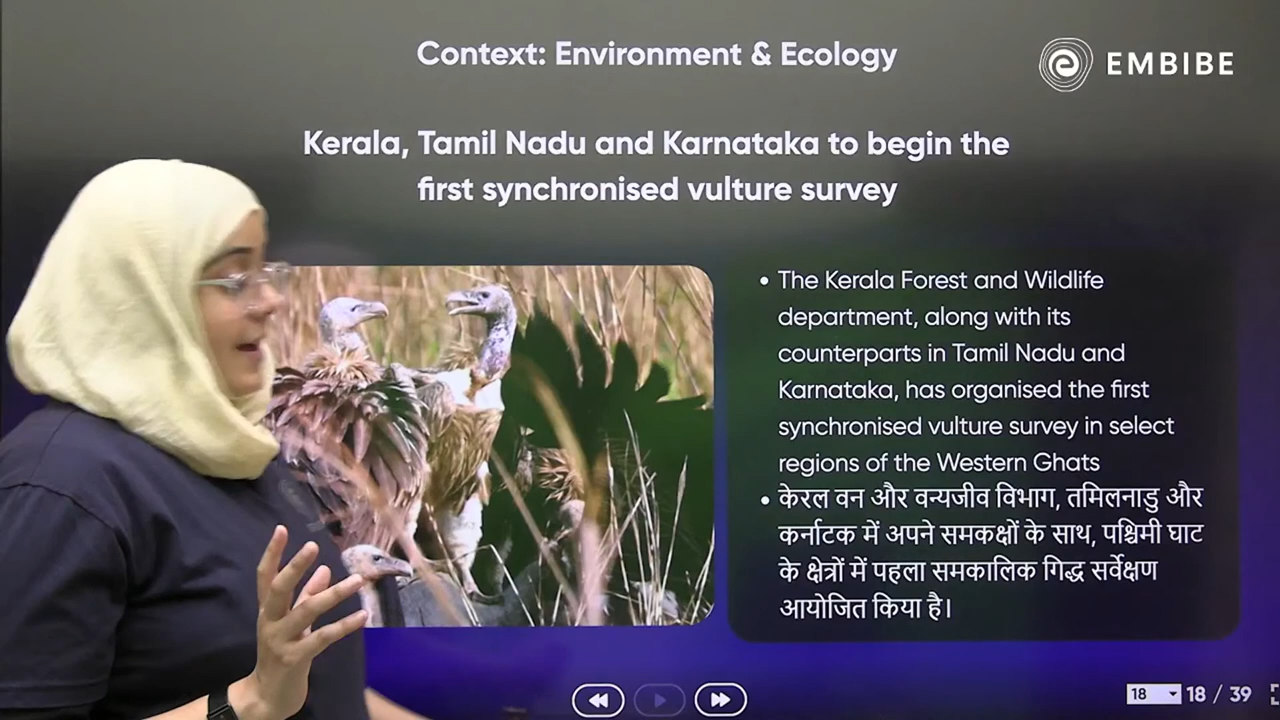 Context: Environment & Ecology
EMBIBE
Kerala, Tamil Nadu and Karnataka to begin the
first synchronised vulture survey
• The Kerala Forest and Wildlife
department, along with its
counterparts in Tamil Nadu and
Karnataka, has organised the first
synchronised vulture survey in select
regions of the Western Ghats
• केरल वन और वन्यजीव विभाग, तमिलनाडु और
कर्नाटक में अपने समकक्षों के साथ, पश्चिमी घाट
के क्षेत्रों में पहला समकालिक गिद्ध सर्वेक्षण
आयोजित किया है।
18 18 / 39